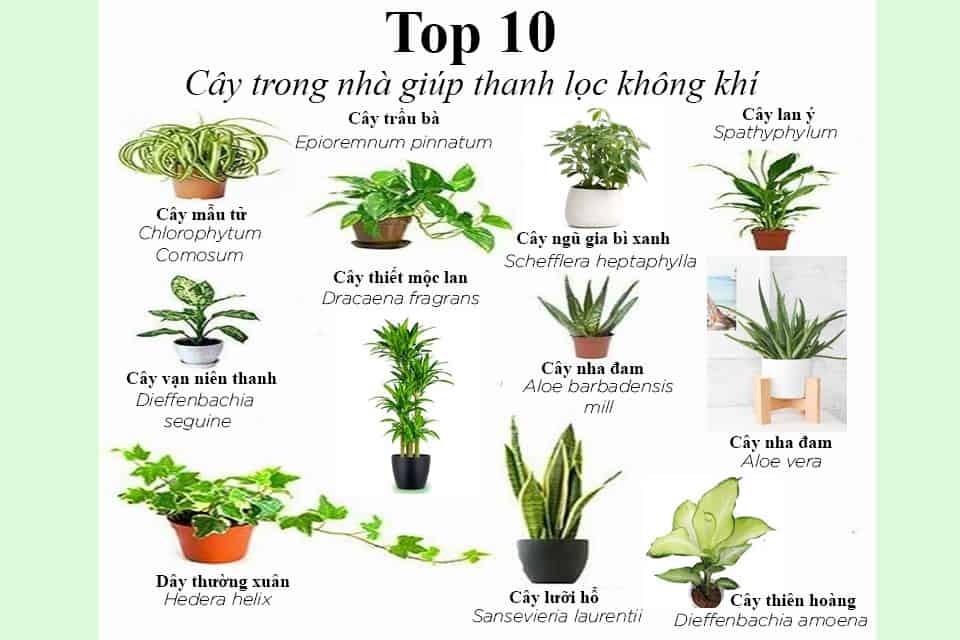 Top 10
Cây trong nhà giúp thanh lọc không khí
Cây trầu bà
Epioremnum pinnatum
Cây lan ý
Spathyphylum
Cây mẫu tử
Chlorophytum
Comosum
Cây ngũ gia bì xanh
Schefflera heptaphylla
Cây thiết mộc lan
Dracaena fragrans
Cây vạn niên thanh
Dieffenbachia
seguine
Cây nha đam
Aloe barbadensis
mill
Cây nha đam
Aloe vera
Dây thường xuân
Hedera helix
Cây lưỡi hổ
Sansevieria laurentii
Cây thiên hoàng
Dieffenbachia amoena